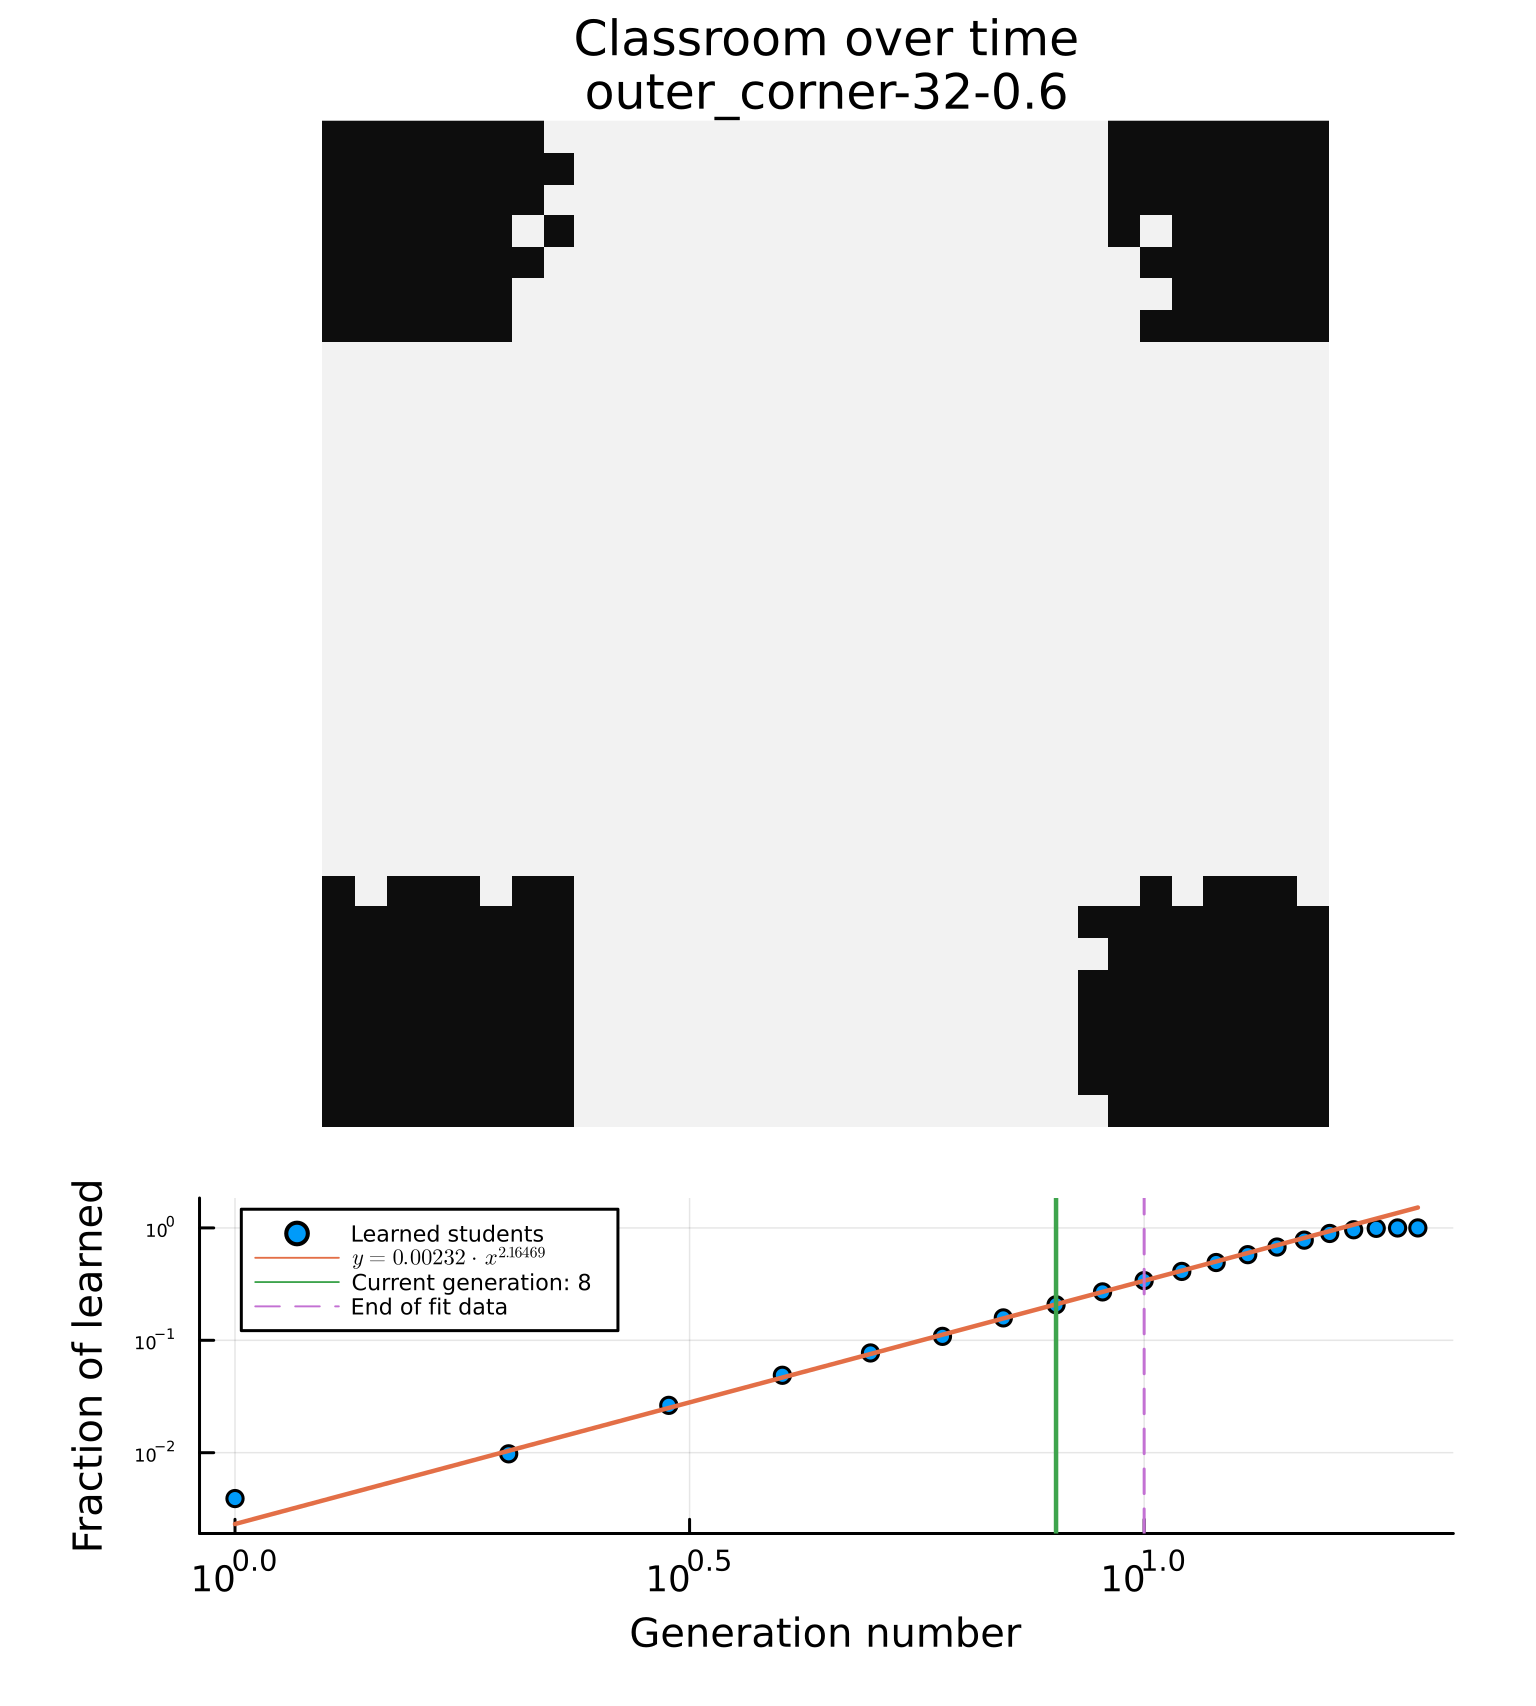 Classroom over time
outer_corner-32-0.6
Fraction of learned
10^0
10^−1
10^−2
Learned students
y = 0.00232 · x^2.16469
Current generation: 8
End of fit data
10^0.0
10^0.5
10^1.0
Generation number